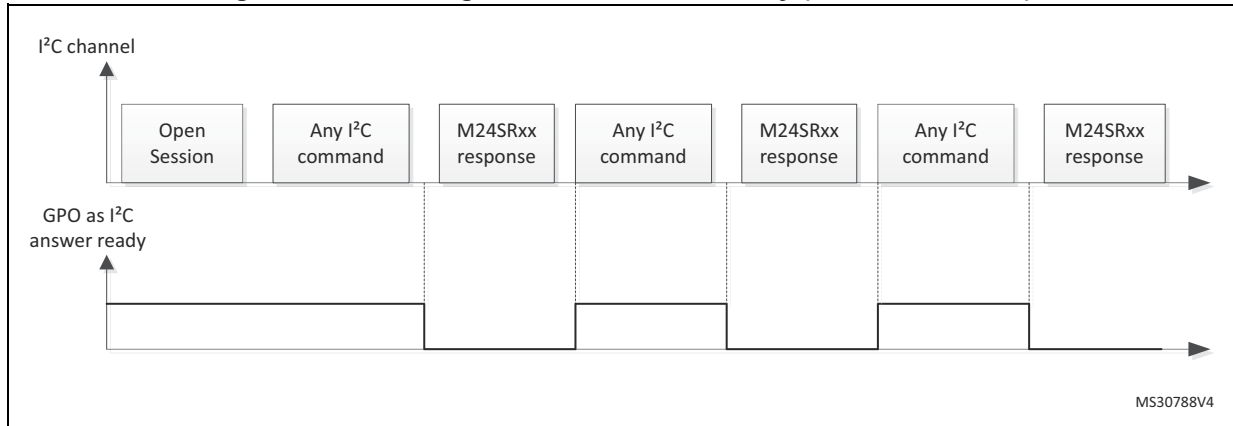 I²C channel
Open
Session
Any I²C
command
M24SRxx
response
Any I²C
command
M24SRxx
response
Any I²C
command
M24SRxx
response
GPO as I²C
answer ready
MS30788V4